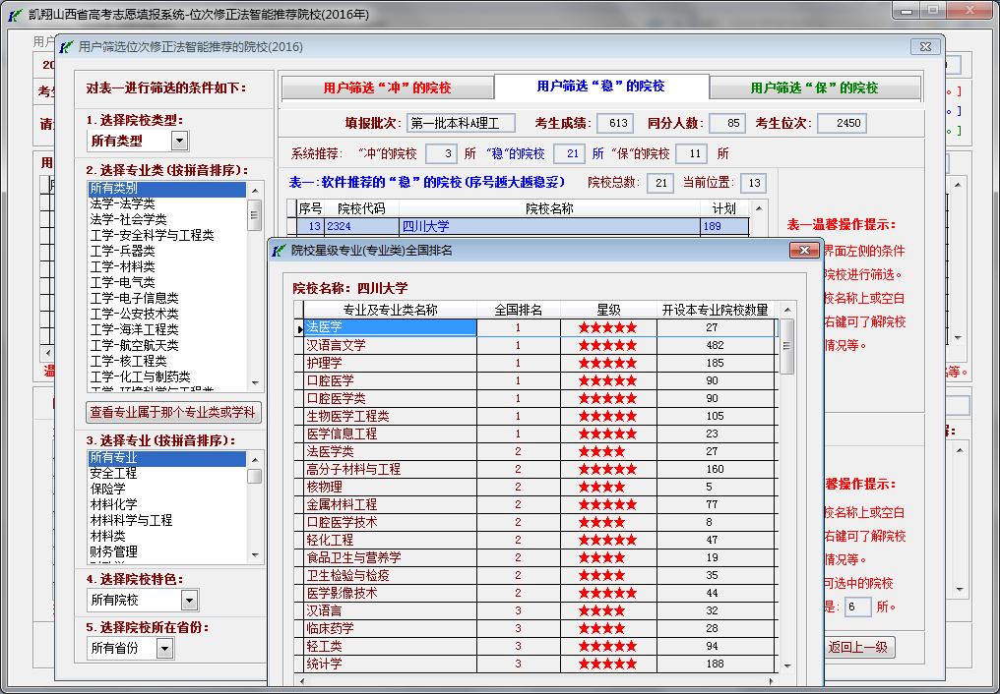 凯翔山西省高考志愿填报系统-位次修正法智能推荐院校(2016年)
用户筛选位次修正法智能推荐的院校(2016)
对表一进行筛选的条件如下:
1. 选择院校类型:
所有类型
2. 选择专业类(按拼音排序):
所有类别
法学-法学类
法学-社会学类
工学-安全科学与工程类
工学-兵器类
工学-材料类
工学-电气类
工学-电子信息类
工学-公安技术类
工学-海洋工程类
工学-航空航天类
工学-核工程类
工学-化工与制药类
工学-环境科学与工程类
查看专业属于那个专业类或学科
3. 选择专业(按拼音排序):
所有专业
安全工程
保险学
材料化学
材料科学与工程
材料类
财务管理
4. 选择院校特色:
所有院校
5. 选择院校所在省份:
所有省份
用户筛选“冲”的院校 用户筛选“稳”的院校 用户筛选“保”的院校
填报批次: 第一批本科A理工 考生成绩: 613 同分人数: 85 考生位次: 2450
系统推荐: “冲”的院校 3 所 “稳”的院校 21 所 “保”的院校 11 所
表一:软件推荐的“稳”的院校(序号越大越稳妥) 院校总数: 21 当前位置: 13
序号 院校代码 院校名称 计划
13 2324 四川大学 189
院校星级专业(专业类)全国排名
院校名称: 四川大学
专业及专业类名称 全国排名 星级 开设本专业院校数量
法医学 1 ★★★★★ 27
汉语言文学 1 ★★★★★ 482
护理学 1 ★★★★★ 185
口腔医学 1 ★★★★★ 90
口腔医学类 1 ★★★★★ 90
生物医学工程类 1 ★★★★★ 105
医学信息工程 1 ★★★★★ 23
法医学类 2 ★★★★ 27
高分子材料与工程 2 ★★★★★ 160
核物理 2 ★★★★ 5
金属材料工程 2 ★★★★★ 77
口腔医学技术 2 ★★★★ 8
轻化工程 2 ★★★★★ 47
食品卫生与营养学 2 ★★★★ 19
卫生检验与检疫 2 ★★★★ 35
医学影像技术 2 ★★★★★ 44
汉语言 3 ★★★★ 32
临床药学 3 ★★★★ 28
轻工类 3 ★★★★★ 94
统计学 3 ★★★★★ 188
表一温馨操作提示:
界面左侧的条件
院校进行筛选。
校名称上或空白
右键可了解院校
情况等。
馨操作提示:
校名称上或空白
右键可了解院校
情况等。
可选中的院校
是: 6 所。
返回上一级